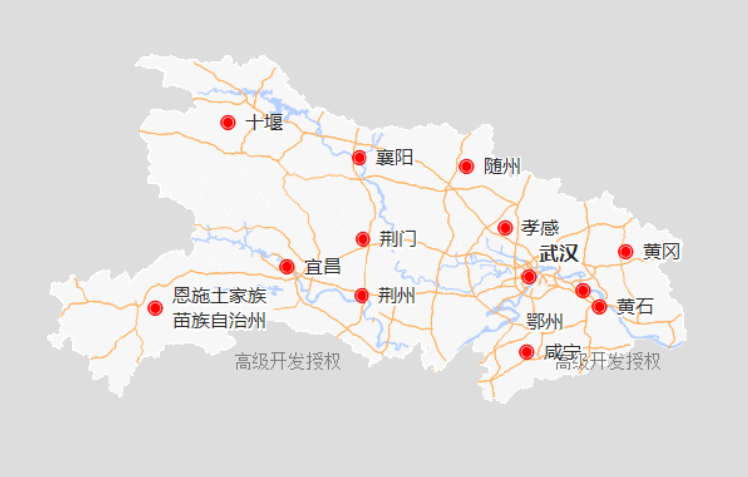 十堰
襄阳
随州
孝感
荆门
武汉
黄冈
宜昌
荆州
恩施土家族
苗族自治州
黄石
鄂州
咸宁
高级开发授权
高级开发授权